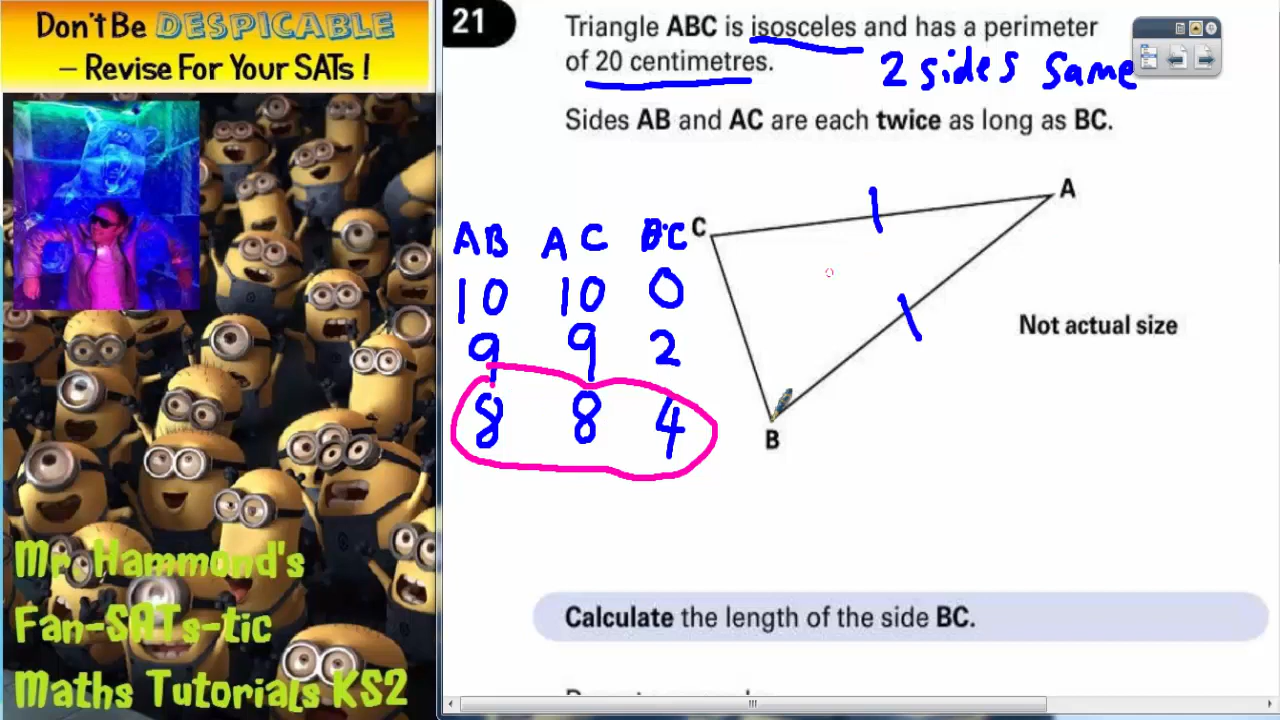 Don't Be DESPICABLE
– Revise For Your SATs !
Mr. Hammond's
Fan-SATs-tic
Maths Tutorials KS2
21
Triangle ABC is isosceles and has a perimeter
of 20 centimetres.
2 sides same
Sides AB and AC are each twice as long as BC.
A
C
B
Not actual size
AB AC BC
10 10 0
9 9 2
8 8 4
Calculate the length of the side BC.